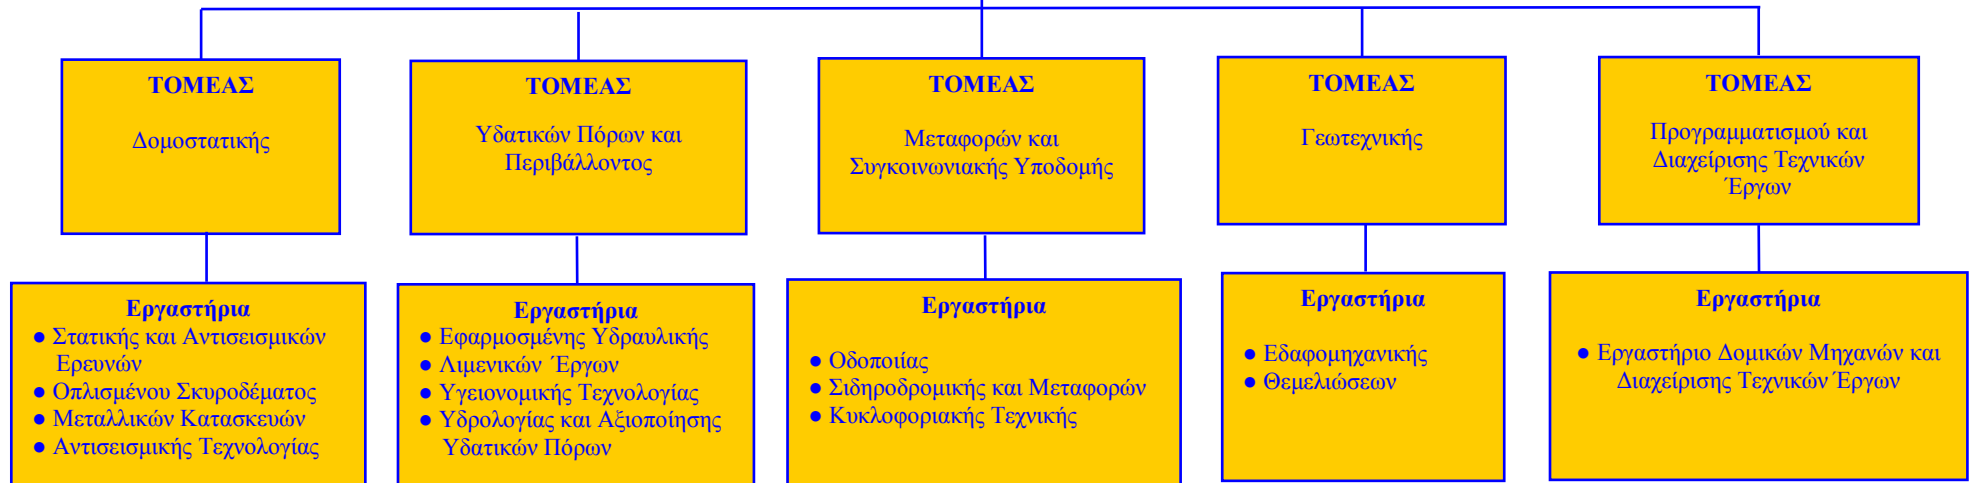 ΤΟΜΕΑΣ
Δομοστατικής
ΤΟΜΕΑΣ
Υδατικών Πόρων και
Περιβάλλοντος
ΤΟΜΕΑΣ
Μεταφορών και
Συγκοινωνιακής Υποδομής
ΤΟΜΕΑΣ
Γεωτεχνικής
ΤΟΜΕΑΣ
Προγραμματισμού και
Διαχείρισης Τεχνικών
Έργων
Εργαστήρια
● Στατικής και Αντισεισμικών
Ερευνών
● Οπλισμένου Σκυροδέματος
● Μεταλλικών Κατασκευών
● Αντισεισμικής Τεχνολογίας
Εργαστήρια
● Εφαρμοσμένης Υδραυλικής
● Λιμενικών Έργων
● Υγειονομικής Τεχνολογίας
● Υδρολογίας και Αξιοποίησης
Υδατικών Πόρων
Εργαστήρια
● Οδοποιίας
● Σιδηροδρομικής και Μεταφορών
● Κυκλοφοριακής Τεχνικής
Εργαστήρια
● Εδαφομηχανικής
● Θεμελιώσεων
Εργαστήρια
● Εργαστήριο Δομικών Μηχανών και
Διαχείρισης Τεχνικών Έργων